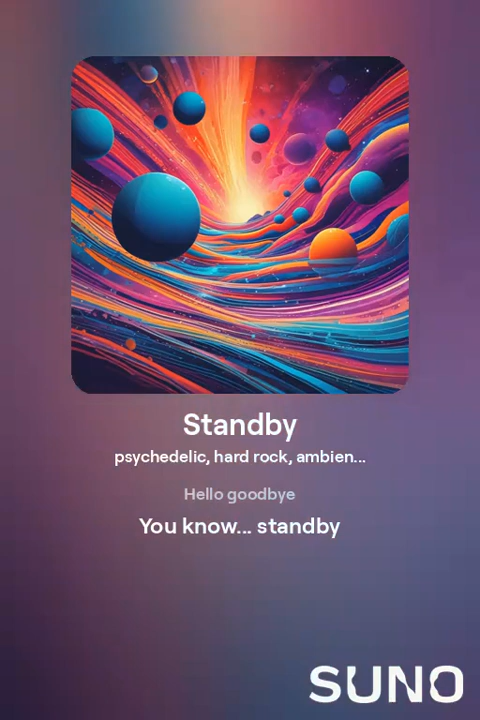 Standby
psychedelic, hard rock, ambien...
Hello goodbye
You know... standby
SUNO